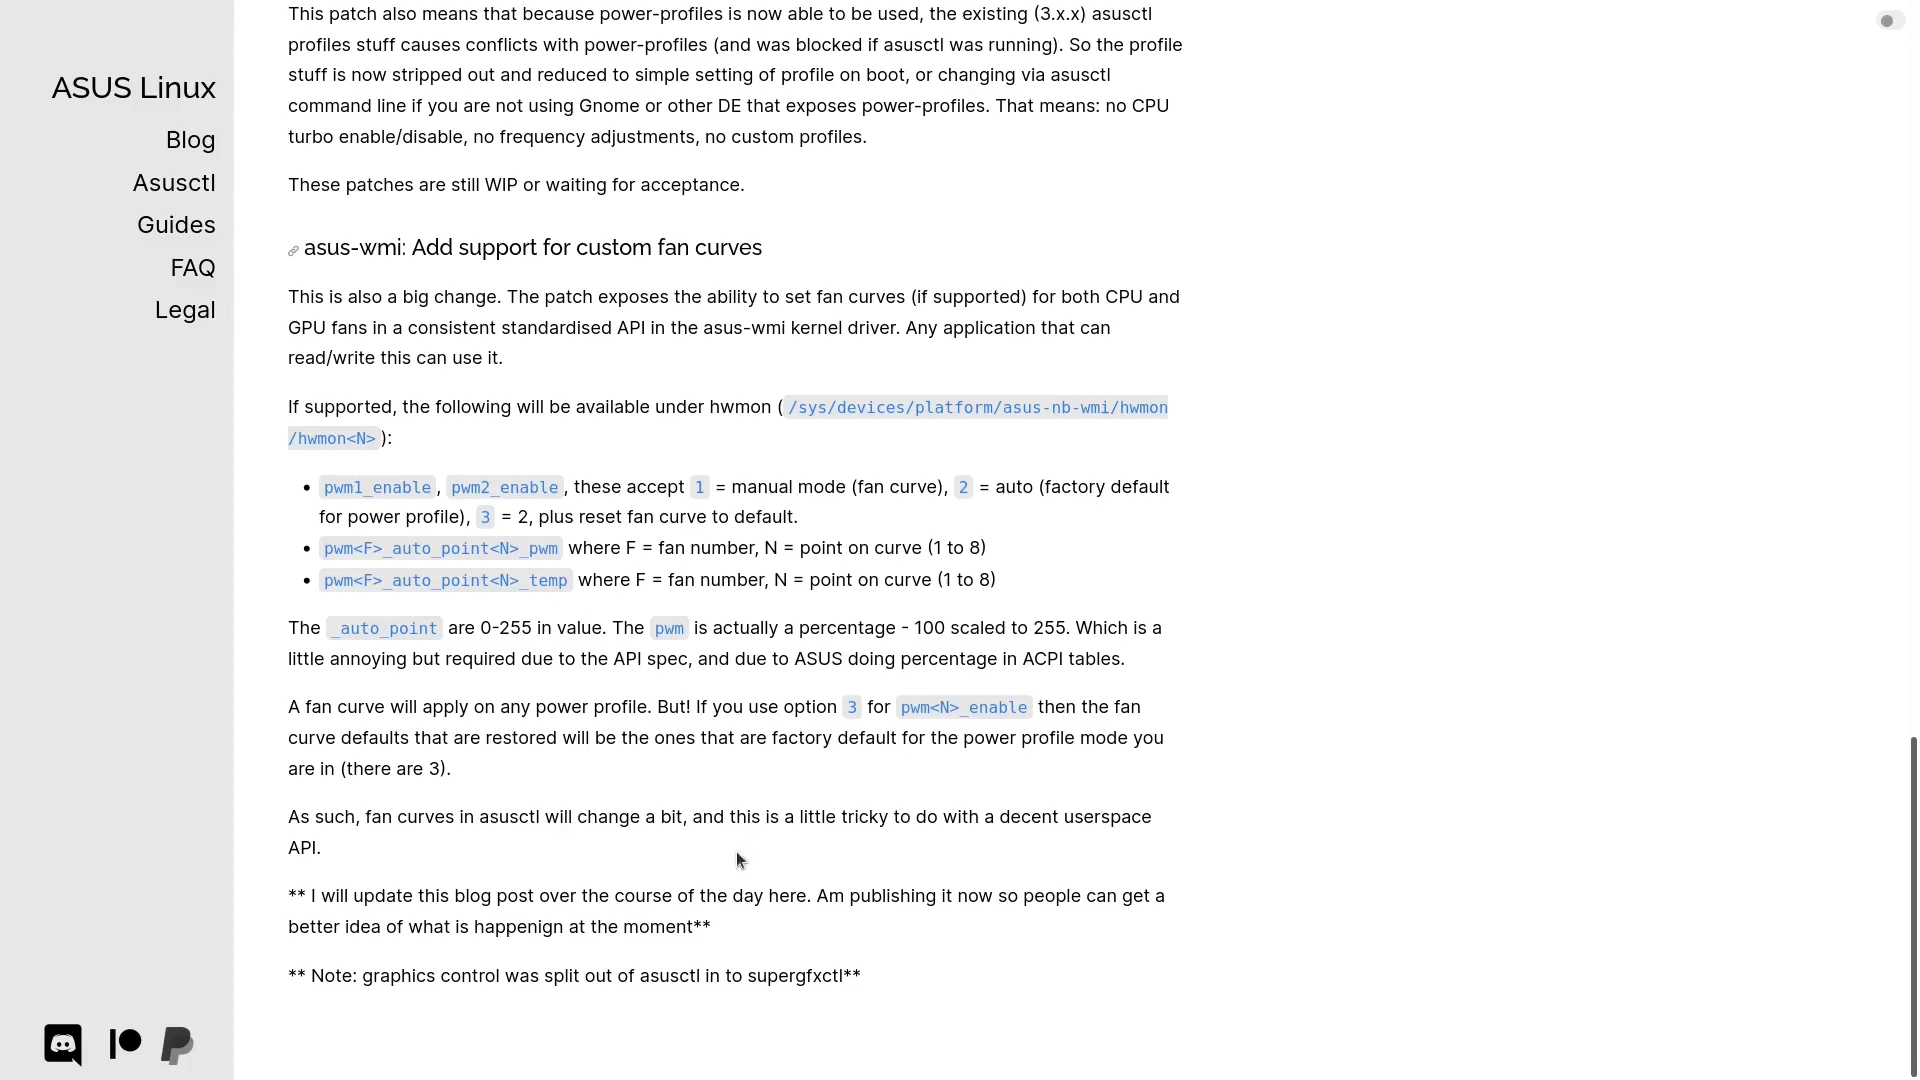 ASUS Linux
Blog
Asusctl
Guides
FAQ
Legal
This patch also means that because power-profiles is now able to be used, the existing (3.x.x) asusctl
profiles stuff causes conflicts with power-profiles (and was blocked if asusctl was running). So the profile
stuff is now stripped out and reduced to simple setting of profile on boot, or changing via asusctl
command line if you are not using Gnome or other DE that exposes power-profiles. That means: no CPU
turbo enable/disable, no frequency adjustments, no custom profiles.
These patches are still WIP or waiting for acceptance.
asus-wmi: Add support for custom fan curves
This is also a big change. The patch exposes the ability to set fan curves (if supported) for both CPU and
GPU fans in a consistent standardised API in the asus-wmi kernel driver. Any application that can
read/write this can use it.
If supported, the following will be available under hwmon (/sys/devices/platform/asus-nb-wmi/hwmon
/hwmon<N>):
• pwm1_enable, pwm2_enable, these accept 1 = manual mode (fan curve), 2 = auto (factory default
for power profile), 3 = 2, plus reset fan curve to default.
• pwm<F>_auto_point<N>_pwm where F = fan number, N = point on curve (1 to 8)
• pwm<F>_auto_point<N>_temp where F = fan number, N = point on curve (1 to 8)
The _auto_point are 0-255 in value. The pwm is actually a percentage - 100 scaled to 255. Which is a
little annoying but required due to the API spec, and due to ASUS doing percentage in ACPI tables.
A fan curve will apply on any power profile. But! If you use option 3 for pwm<N>_enable then the fan
curve defaults that are restored will be the ones that are factory default for the power profile mode you
are in (there are 3).
As such, fan curves in asusctl will change a bit, and this is a little tricky to do with a decent userspace
API.
** I will update this blog post over the course of the day here. Am publishing it now so people can get a
better idea of what is happenign at the moment**
** Note: graphics control was split out of asusctl in to supergfxctl**